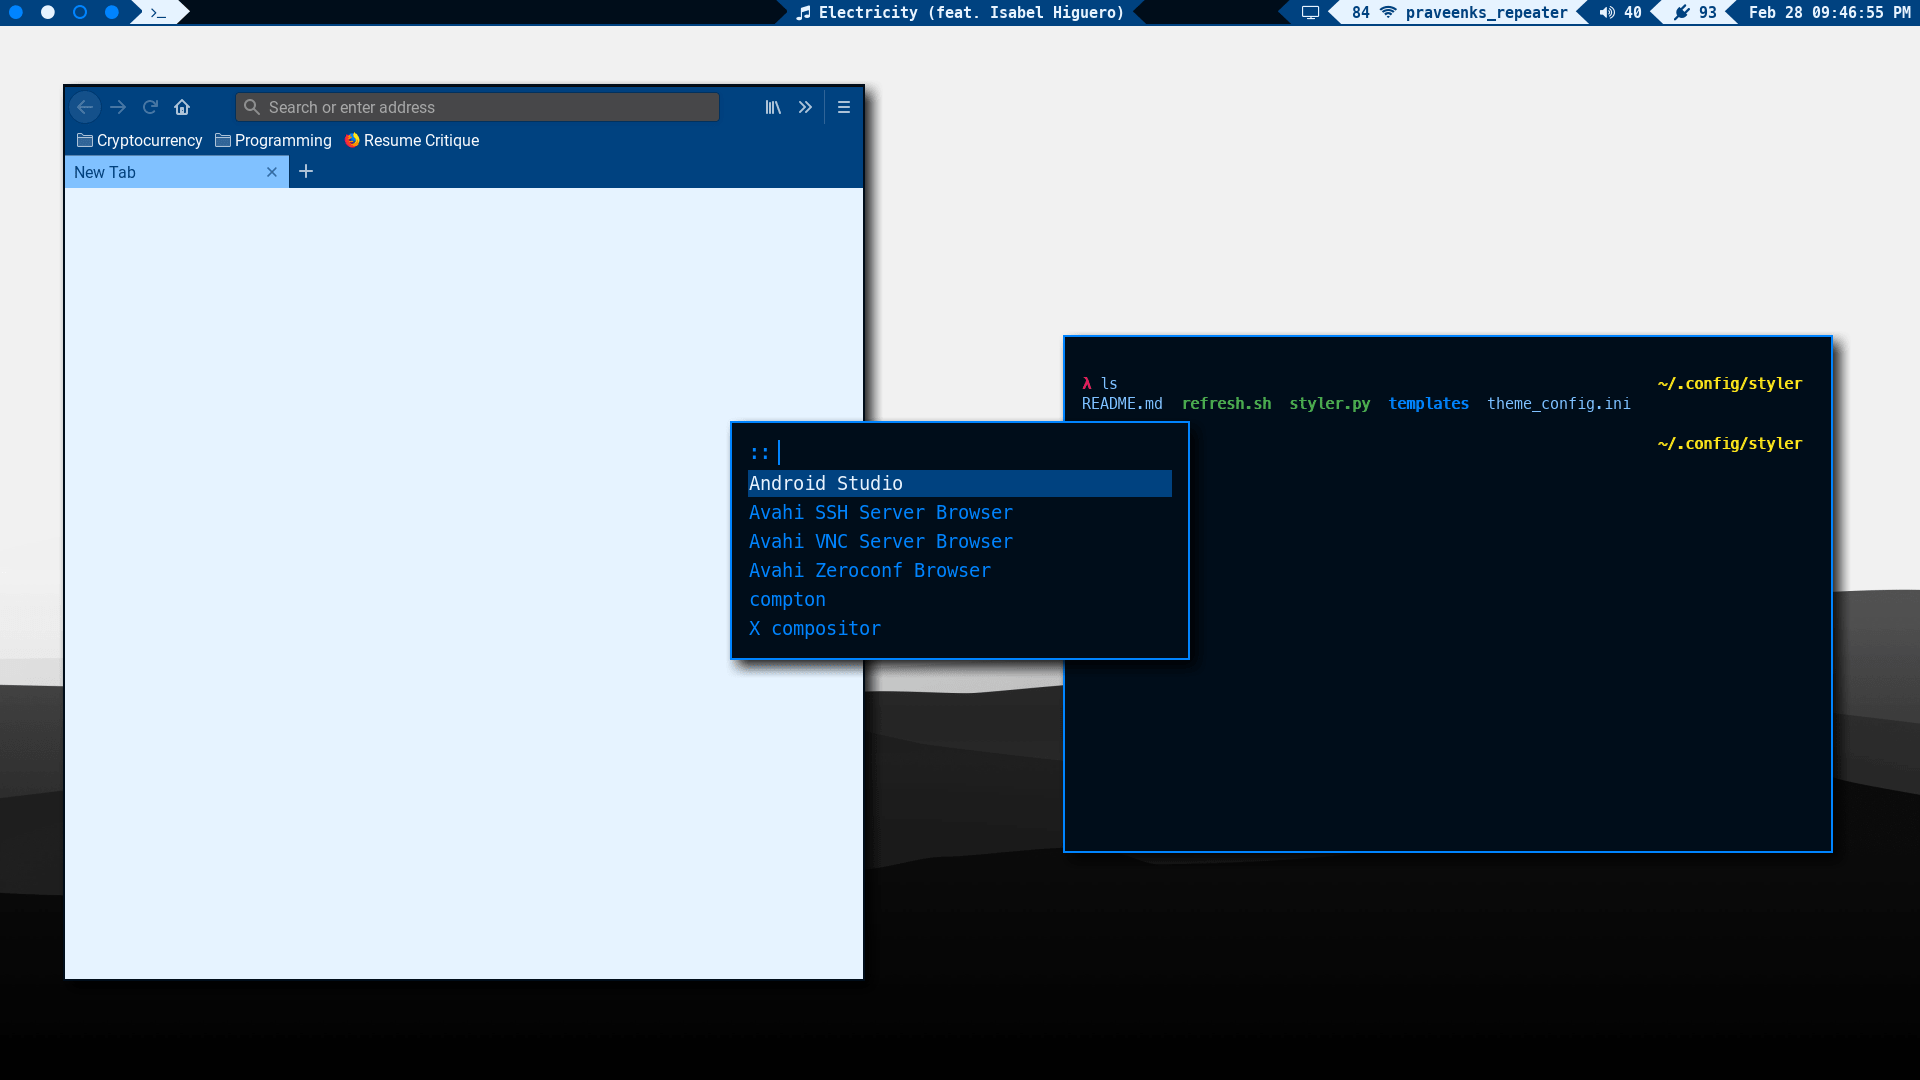 >_ Electricity (feat. Isabel Higuero) 84 praveenks_repeater 40 93 Feb 28 09:46:55 PM
Search or enter address
Cryptocurrency Programming Resume Critique
New Tab
λ ls ~/.config/styler
README.md refresh.sh styler.py templates theme_config.ini
~/.config/styler
::
Android Studio
Avahi SSH Server Browser
Avahi VNC Server Browser
Avahi Zeroconf Browser
compton
X compositor